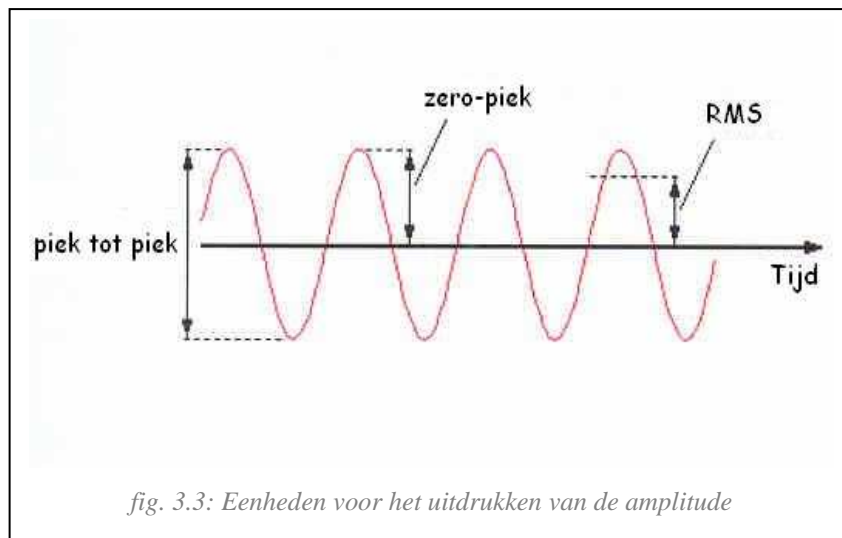 zero-piek
RMS
piek tot piek
Tijd
fig. 3.3: Eenheden voor het uitdrukken van de amplitude